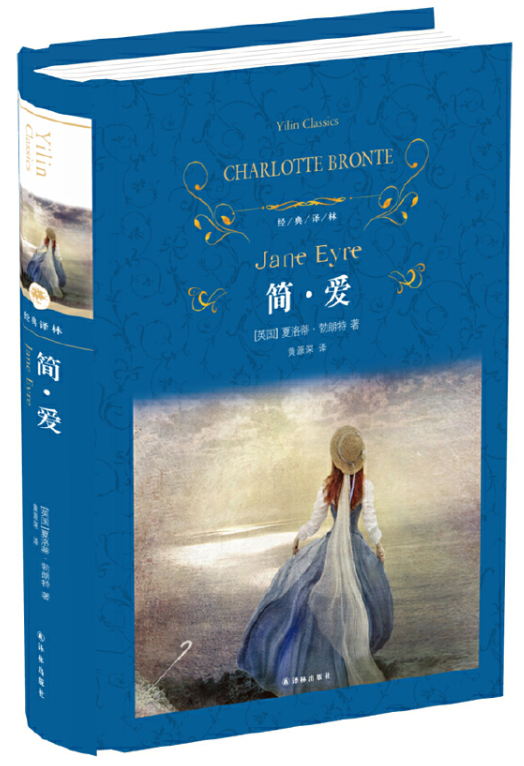 Yilin Classics
CHARLOTTE BRONTE
经/典/译/林
Jane Eyre
简·爱
[英国] 夏洛蒂·勃朗特 著
黄源深 译
译林出版社
Yilin
Classics
经典译林
简·爱
Jane Eyre
[英国]夏洛蒂·勃朗特 著
黄源深 译
译林出版社